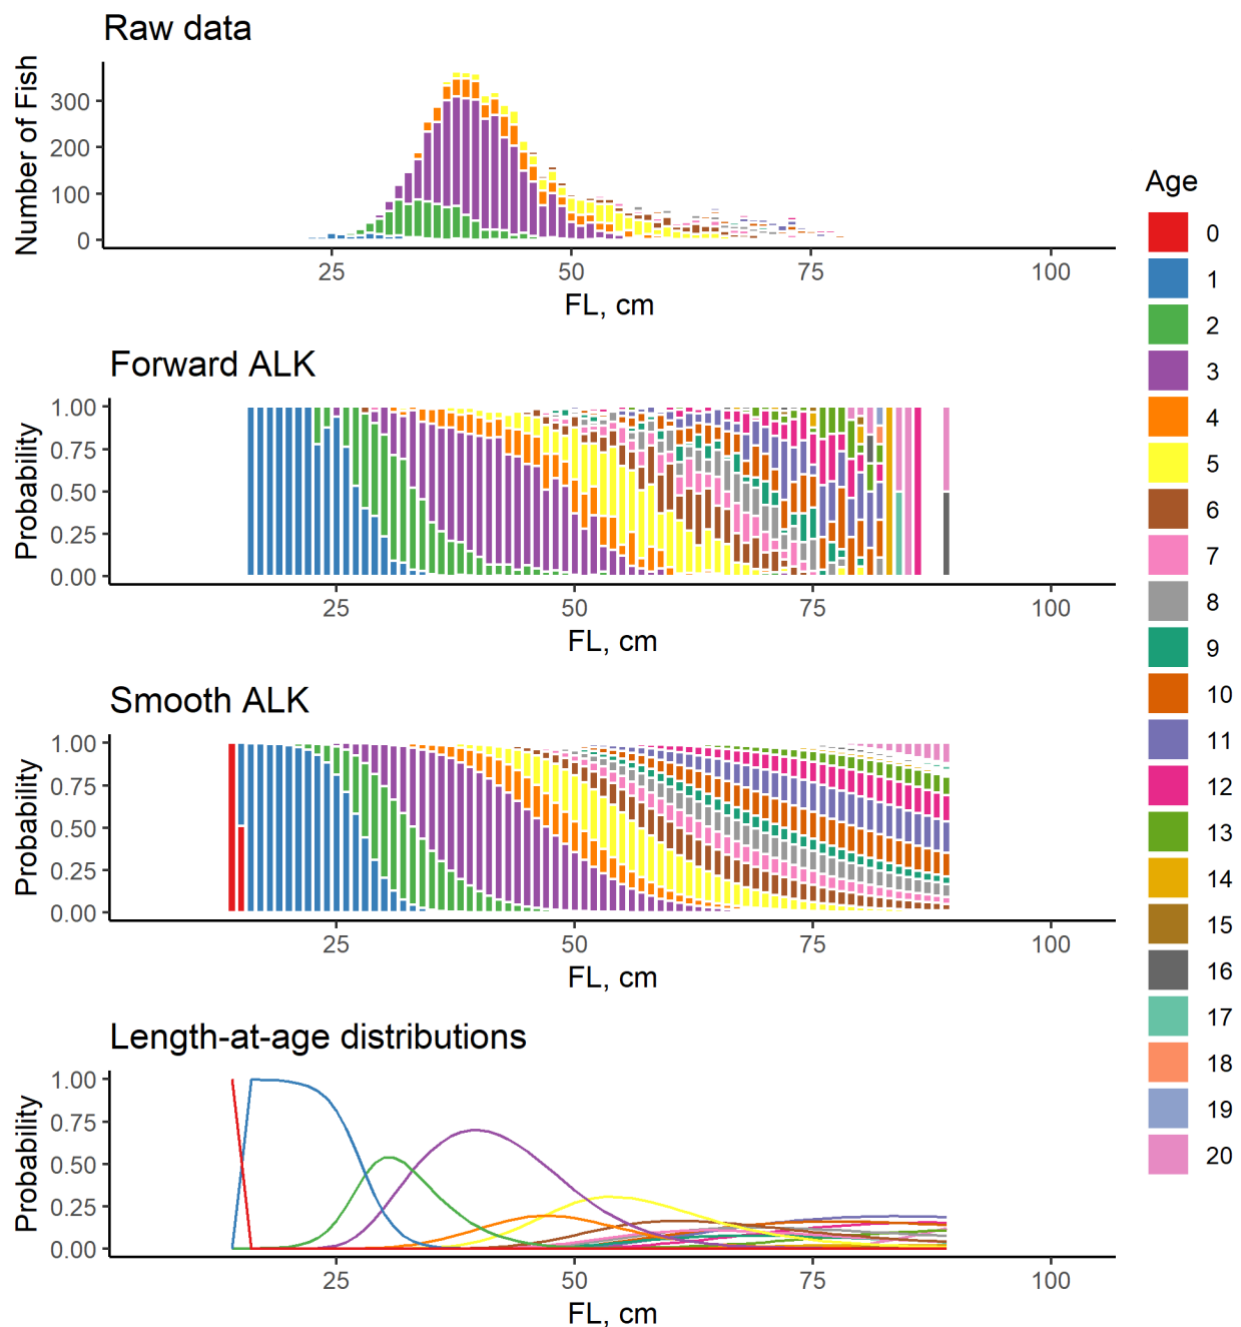 Raw data
Number of Fish
300
200
100
0
25 50 75 100
FL, cm
Forward ALK
Probability
1.00
0.75
0.50
0.25
0.00
25 50 75 100
FL, cm
Smooth ALK
Probability
1.00
0.75
0.50
0.25
0.00
25 50 75 100
FL, cm
Length-at-age distributions
Probability
1.00
0.75
0.50
0.25
0.00
25 50 75 100
FL, cm
Age
0
1
2
3
4
5
6
7
8
9
10
11
12
13
14
15
16
17
18
19
20